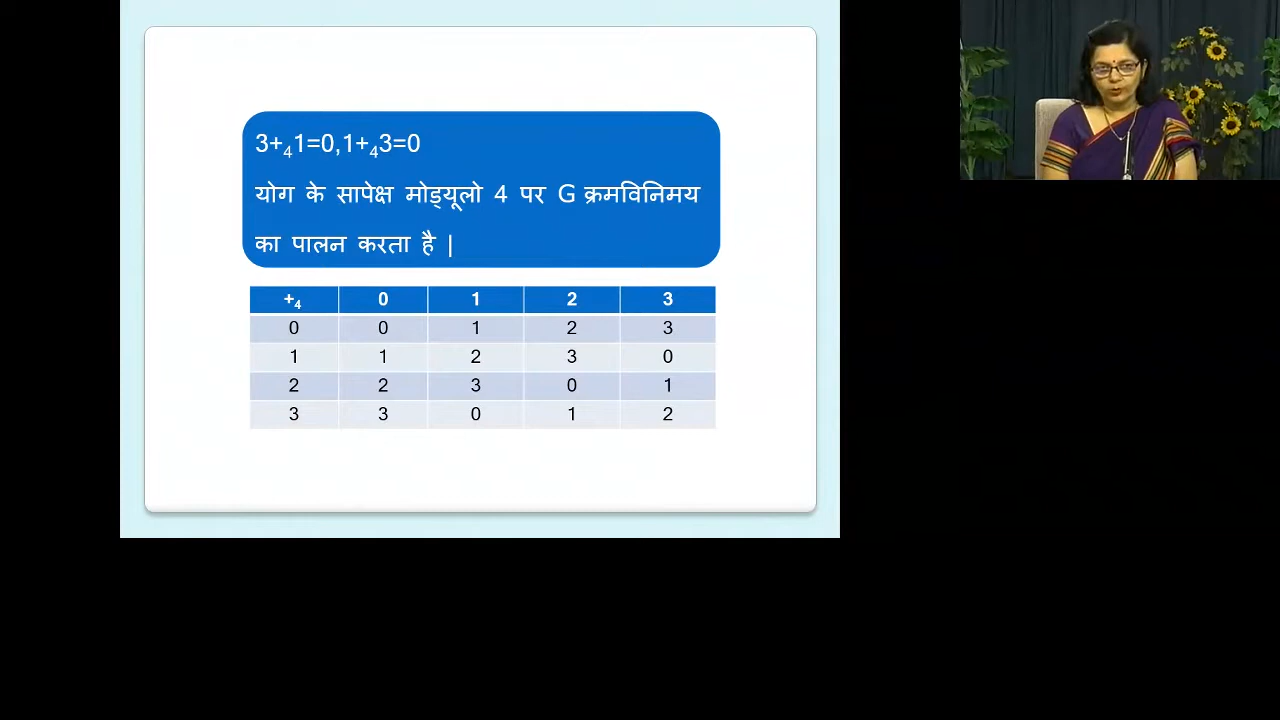 3+₄1=0,1+₄3=0
योग के सापेक्ष मोड्यूलो 4 पर G क्रमविनिमय
का पालन करता है |
+₄ 0 1 2 3
0 0 1 2 3
1 1 2 3 0
2 2 3 0 1
3 3 0 1 2